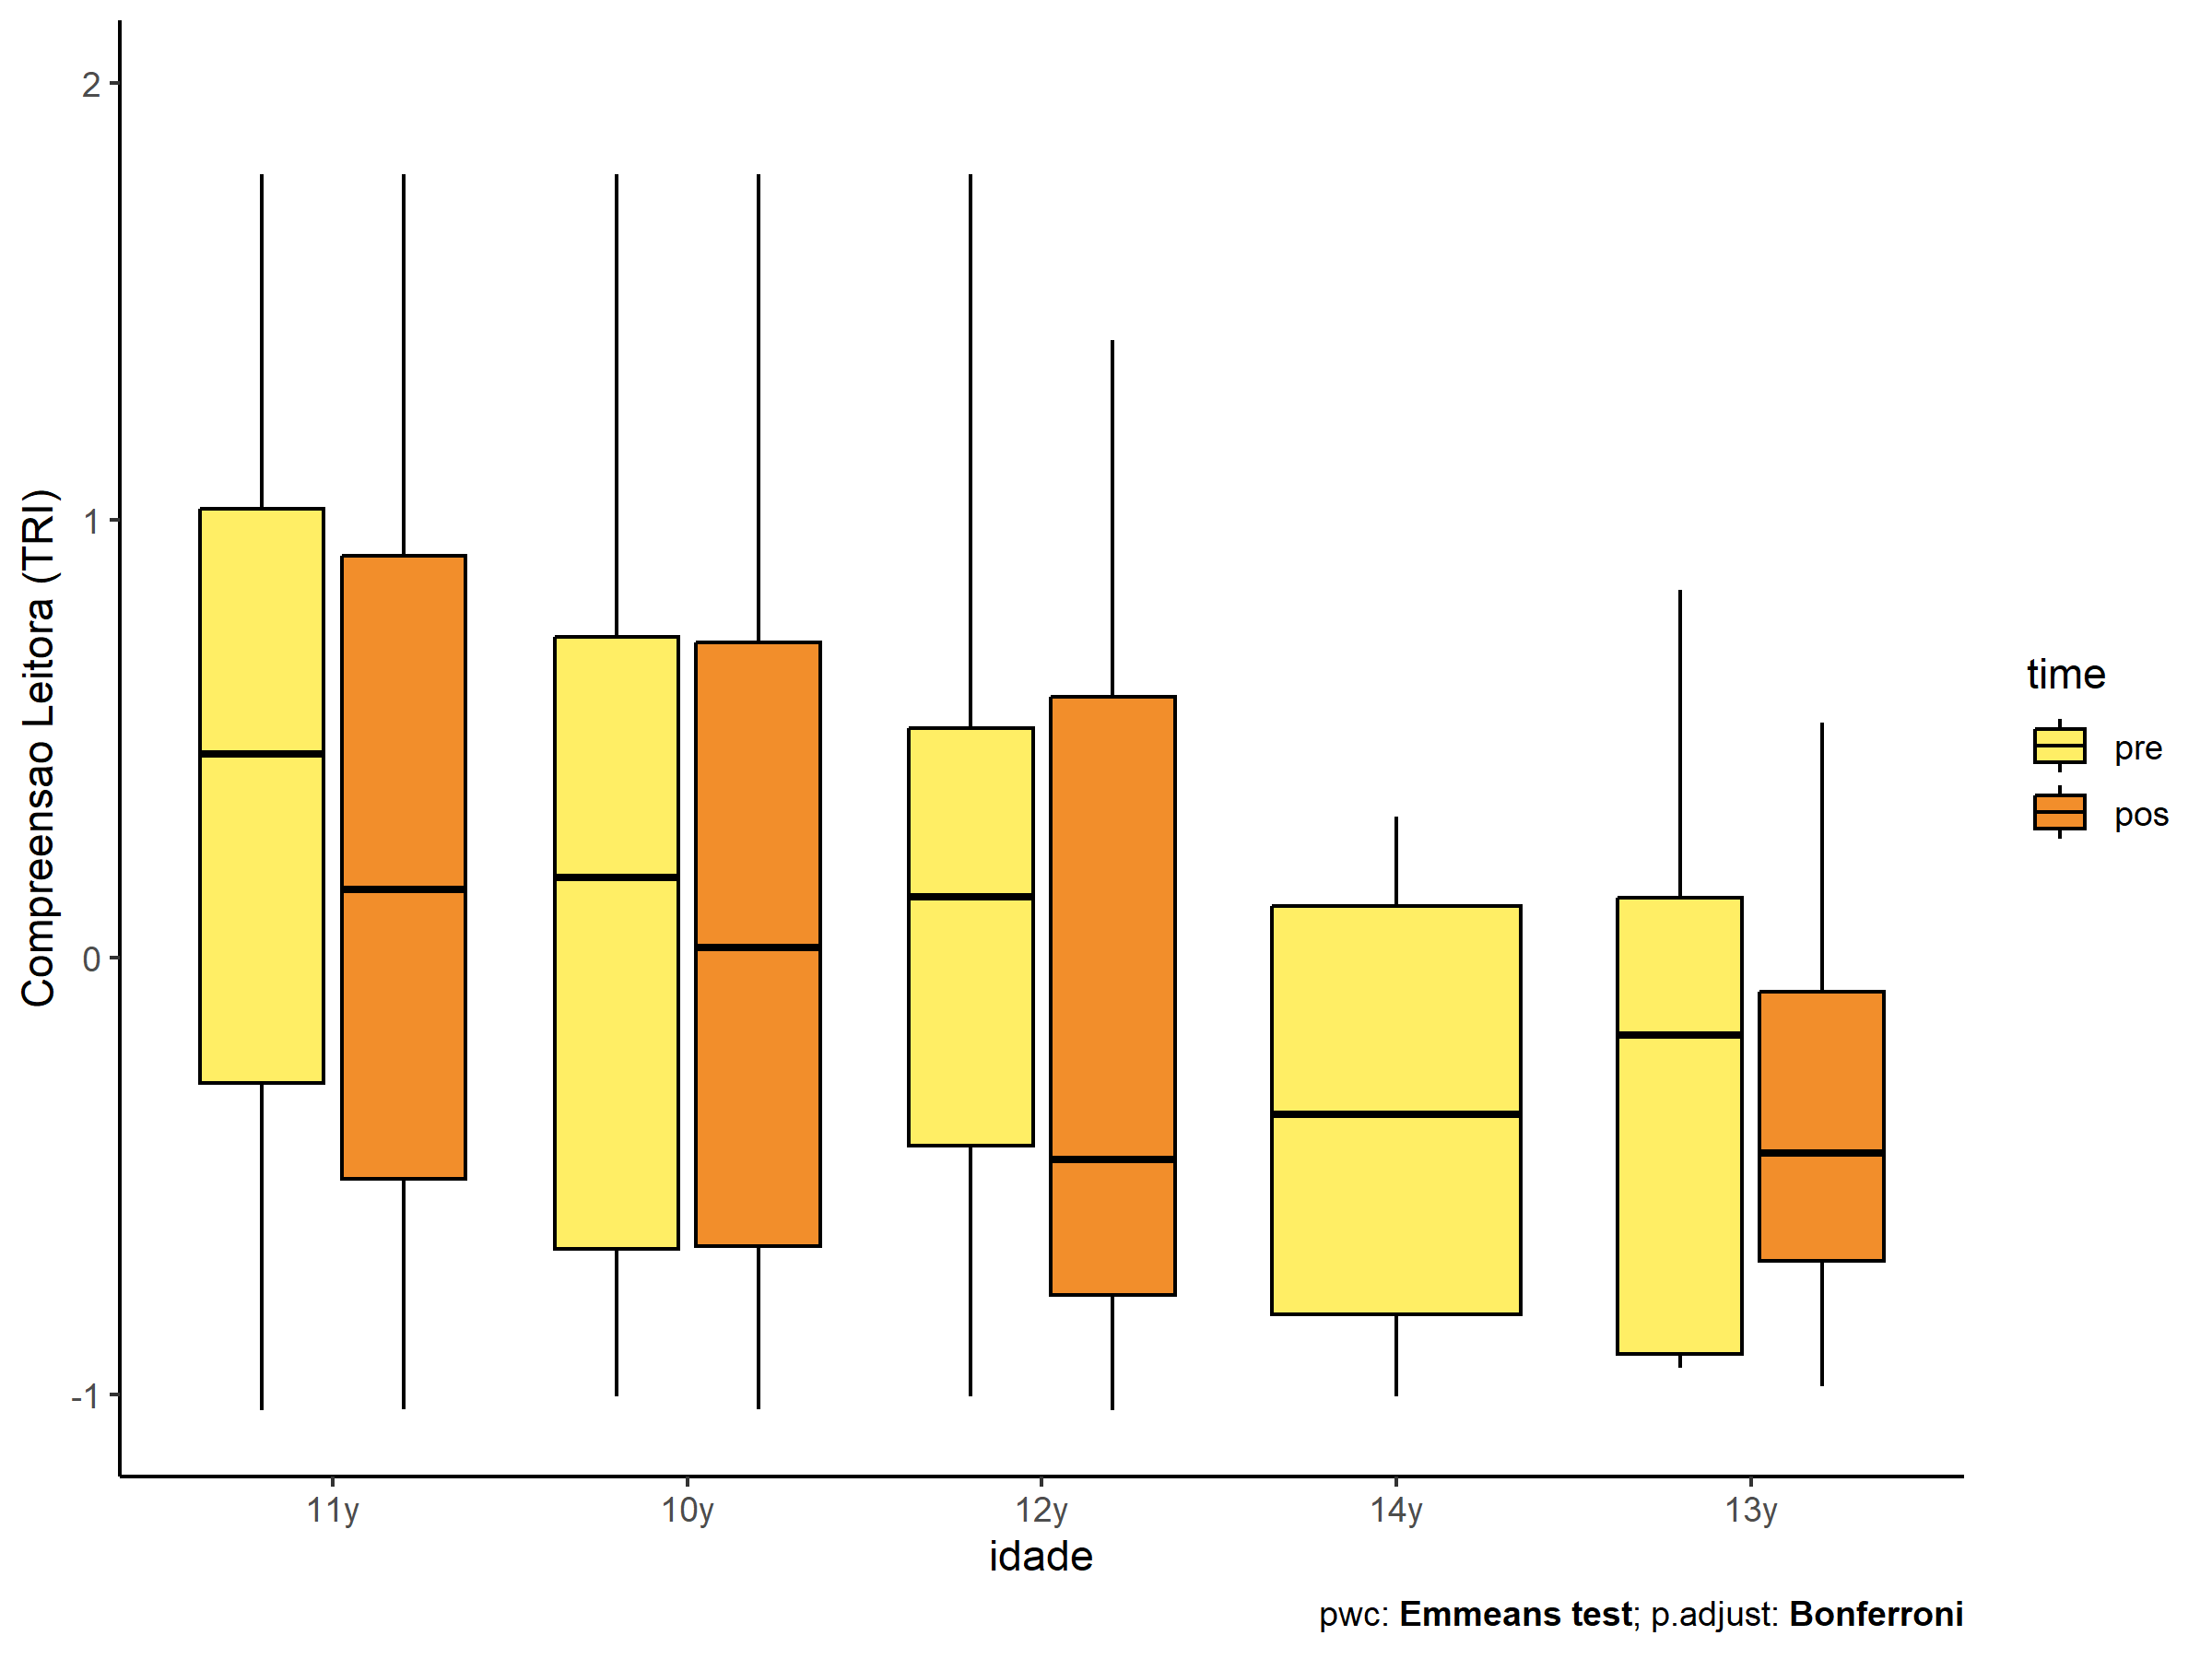 Compreensao Leitora (TRI)
2
1
0
-1
11y
10y
12y
14y
13y
idade
time
pre
pos
pwc: Emmeans test; p.adjust: Bonferroni